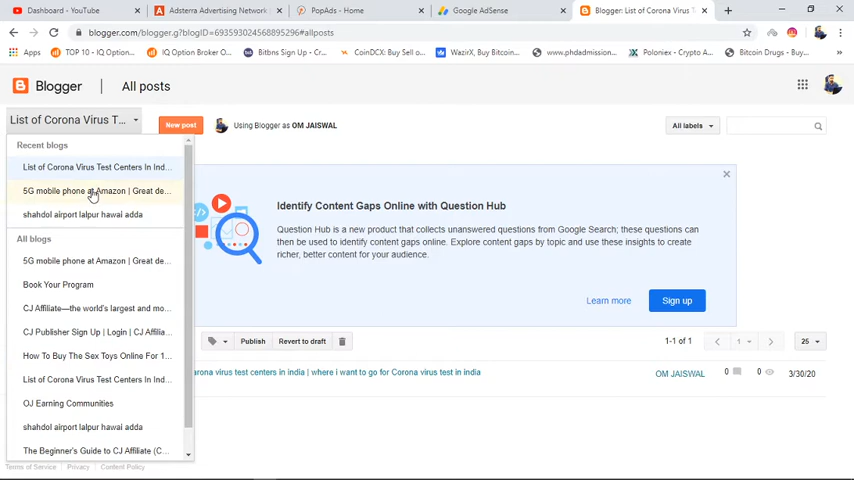 Dashboard - YouTube
Adsterra Advertising Network
PopAds - Home
Google AdSense
Blogger: List of Corona Virus T
blogger.com/blogger.g?blogID=6935930245688952​96#allposts
Apps
TOP 10 - IQ Option...
IQ Option Broker O...
Bitbns Sign Up - Cr...
CoinDCX: Buy Sell o...
WazirX, Buy Bitcoin...
www.phdadmission...
Poloniex - Crypto A...
Bitcoin Drugs - Buy...
Blogger
All posts
List of Corona Virus T...
New post
Using Blogger as OM JAISWAL
All labels
Recent blogs
List of Corona Virus Test Centers In Ind...
5G mobile phone at Amazon | Great de...
shahdol airport lalpur hawai adda
All blogs
5G mobile phone at Amazon | Great de...
Book Your Program
CJ Affiliate—the world's largest and mo...
CJ Publisher Sign Up | Login | CJ Affilia...
How To Buy The Sex Toys Online For 1...
List of Corona Virus Test Centers In Ind...
OJ Earning Communities
shahdol airport lalpur hawai adda
The Beginner's Guide to CJ Affiliate (C...
Identify Content Gaps Online with Question Hub
Question Hub is a new product that collects unanswered questions from Google Search; these questions
can then be used to identify content gaps online. Explore content gaps by topic and use these insights to create
richer, better content for your audience.
Learn more
Sign up
Publish
Revert to draft
1-1 of 1
1
25
arona virus test centers in india | where i want to go for Corona virus test in india
OM JAISWAL
0
0
3/30/20
Terms of Service
Privacy
Content Policy